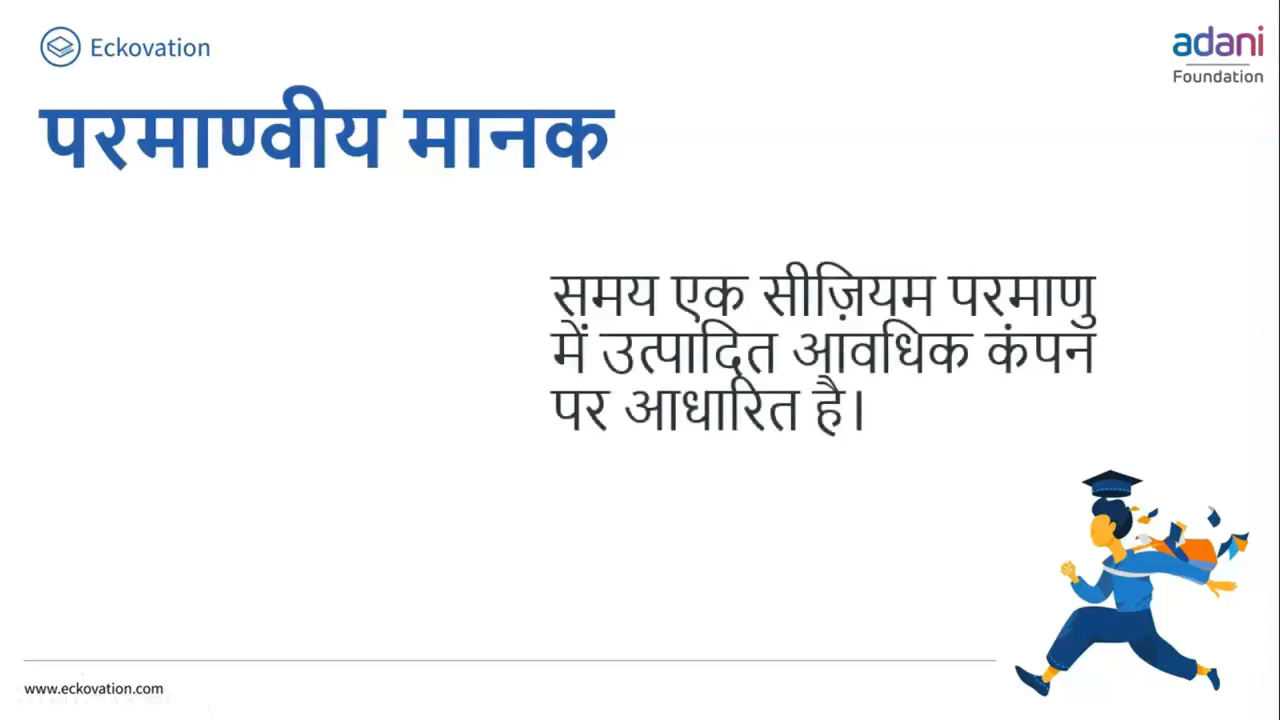 Eckovation
adani
Foundation
परमाण्वीय मानक
समय एक सीज़ियम परमाणु
में उत्पादित आवधिक कंपन
पर आधारित है।
www.eckovation.com